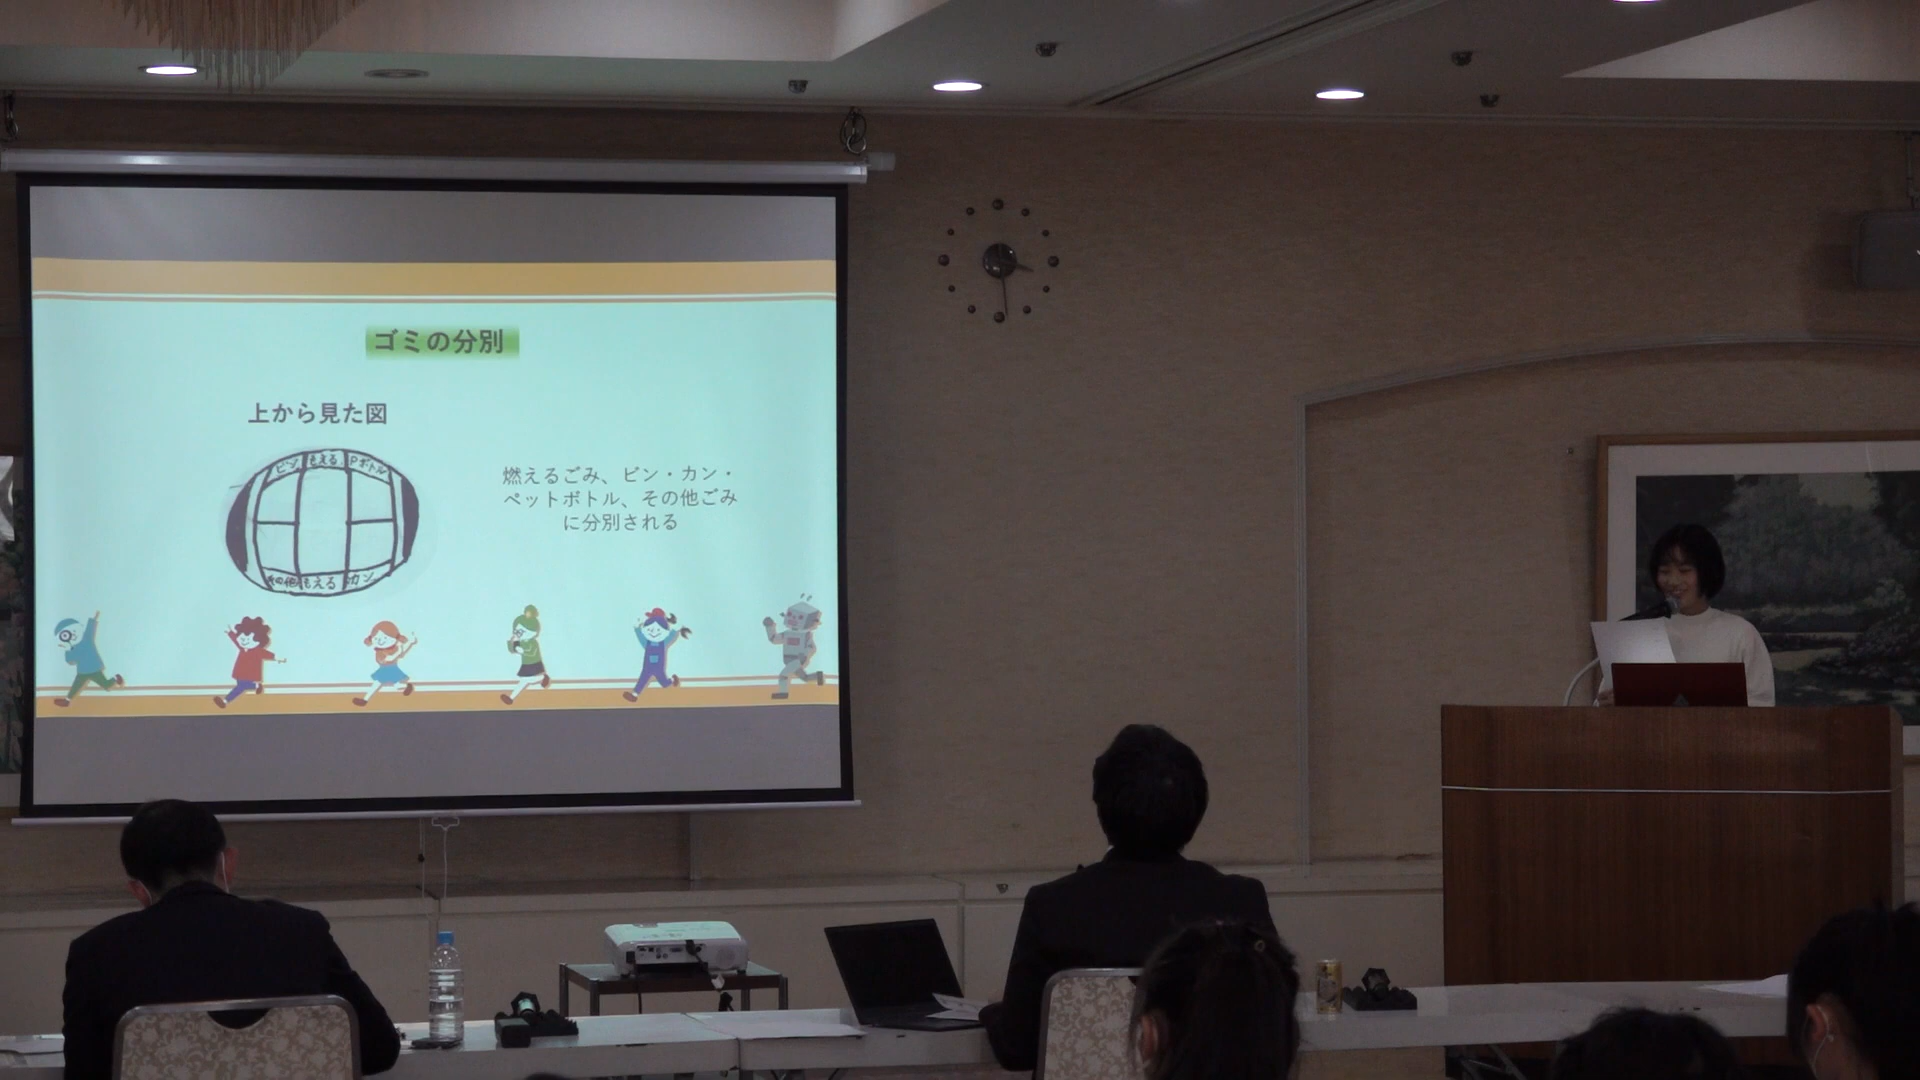 ゴミの分別
上から見た図
ビン もえる Pボトル
その他 もえる カン
燃えるごみ、ビン・カン・
ペットボトル、その他ごみ
に分別される